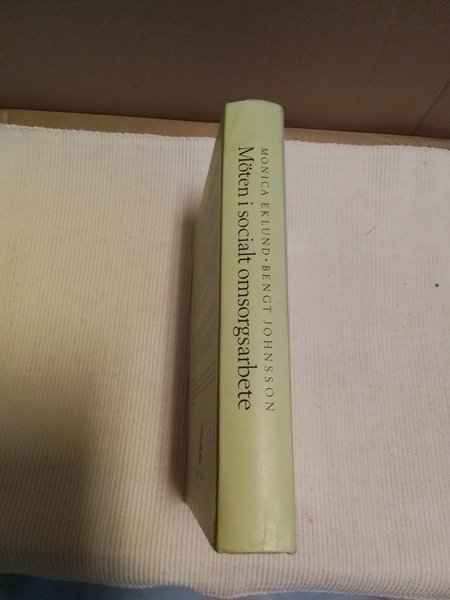 MONICA EKLUND · BENGT JOHNSSON
Möten i socialt omsorgsarbete